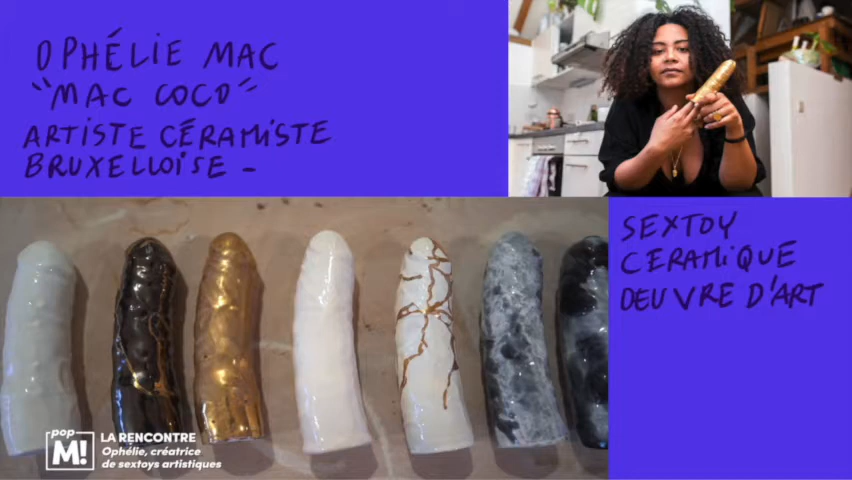 OPHÉLIE MAC
"MAC COCO"
ARTISTE CÉRAMISTE
BRUXELLOISE -
SEXTOY
CERAMIQUE
OEUVRE D'ART
pop
M!
LA RENCONTRE
Ophélie, créatrice
de sextoys artistiques